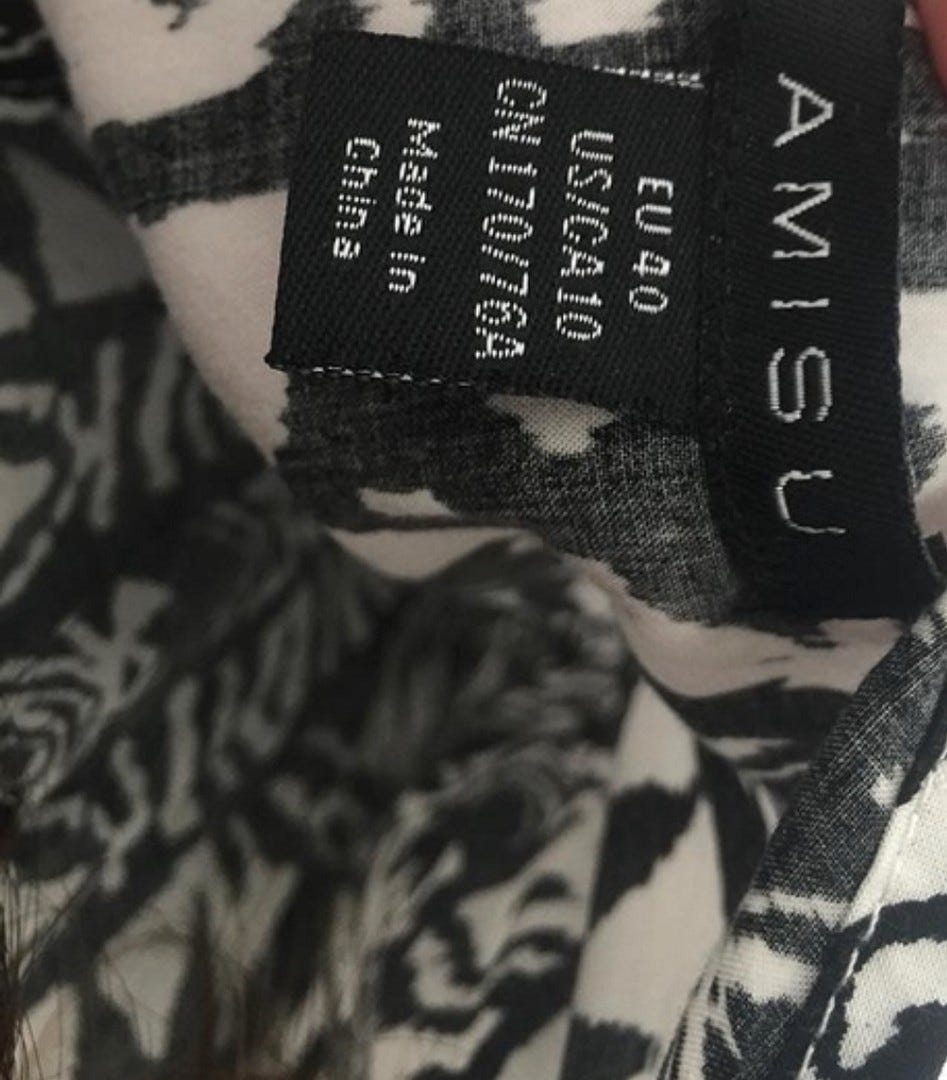 AMISU
EU 40
US/CA 10
CN 170/76A
Made in
China